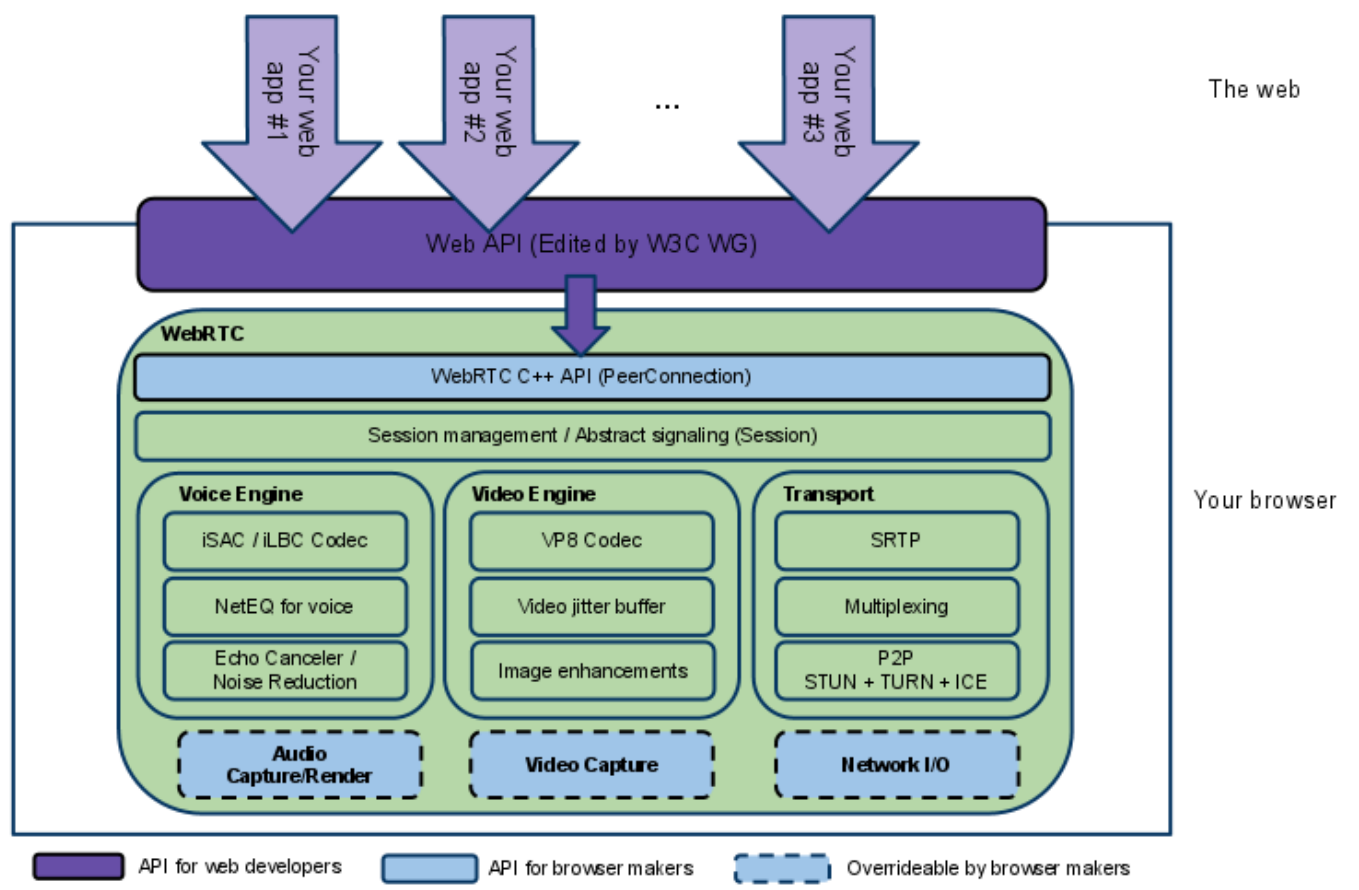 Your web
app #1
Your web
app #2
...
Your web
app #3
The web
Web API (Edited by W3C WG)
WebRTC
WebRTC C++ API (PeerConnection)
Session management / Abstract signaling (Session)
Your browser
Voice Engine
iSAC / iLBC Codec
NetEQ for voice
Echo Canceler /
Noise Reduction
Video Engine
VP8 Codec
Video jitter buffer
Image enhancements
Transport
SRTP
Multiplexing
P2P
STUN + TURN + ICE
Audio
Capture/Render
Video Capture
Network I/O
API for web developers
API for browser makers
Overrideable by browser makers